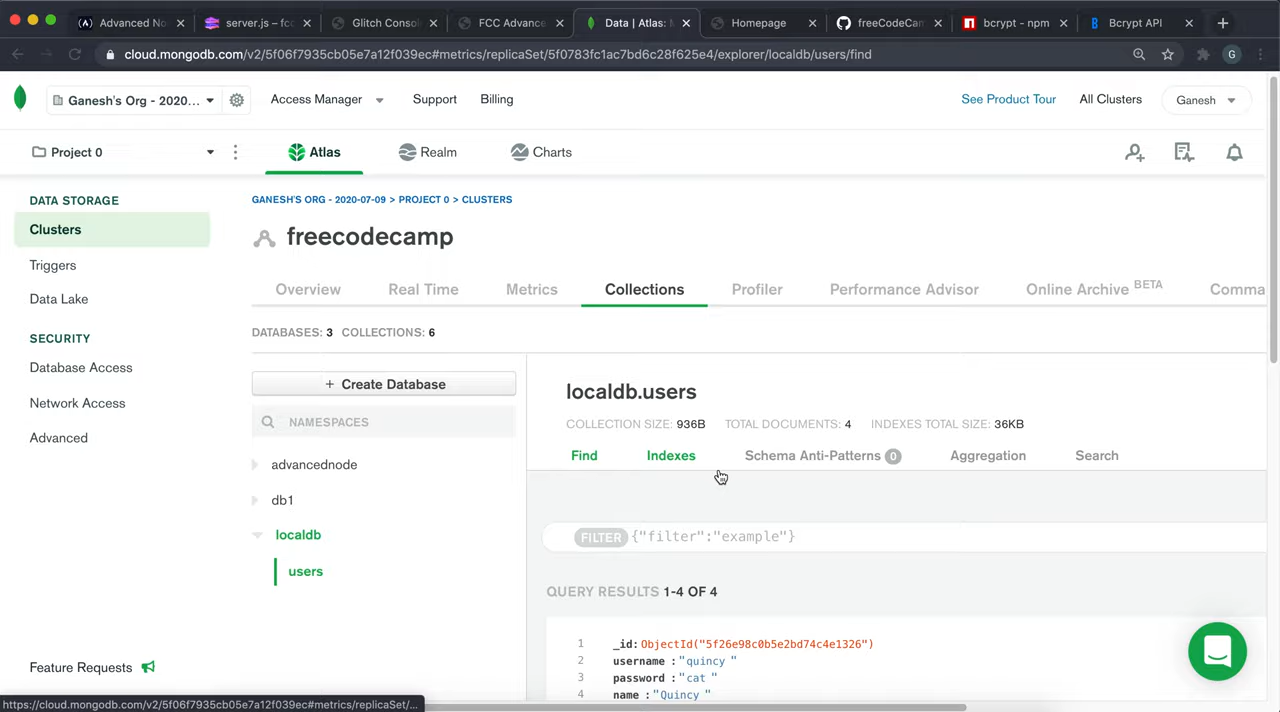 Advanced No
server.js – fcc
Glitch Conso
FCC Advance
Data | Atlas: M
Homepage
freeCodeCam
bcrypt - npm
Bcrypt API
cloud.mongodb.com/v2/5f06f7935cb05e7a12f039ec#metrics/replicaSet/5f0783fc1ac7bd6c28f625e4/explorer/localdb/users/find
G
Ganesh's Org - 2020...
Access Manager
Support
Billing
See Product Tour
All Clusters
Ganesh
Project 0
Atlas
Realm
Charts
DATA STORAGE
Clusters
Triggers
Data Lake
SECURITY
Database Access
Network Access
Advanced
Feature Requests
GANESH'S ORG - 2020-07-09 > PROJECT 0 > CLUSTERS
freecodecamp
Overview
Real Time
Metrics
Collections
Profiler
Performance Advisor
Online Archive BETA
Comma
DATABASES: 3 COLLECTIONS: 6
+ Create Database
NAMESPACES
advancednode
db1
localdb
users
localdb.users
COLLECTION SIZE: 936B TOTAL DOCUMENTS: 4 INDEXES TOTAL SIZE: 36KB
Find
Indexes
Schema Anti-Patterns 0
Aggregation
Search
FILTER {"filter":"example"}
QUERY RESULTS 1-4 OF 4
1 _id: ObjectId("5f26e98c0b5e2bd74c4e1326")
2 username : "quincy "
3 password : "cat "
4 name : "Quincy "
https://cloud.mongodb.com/v2/5f06f7935cb05e7a12f039ec#metrics/replicaSet/...